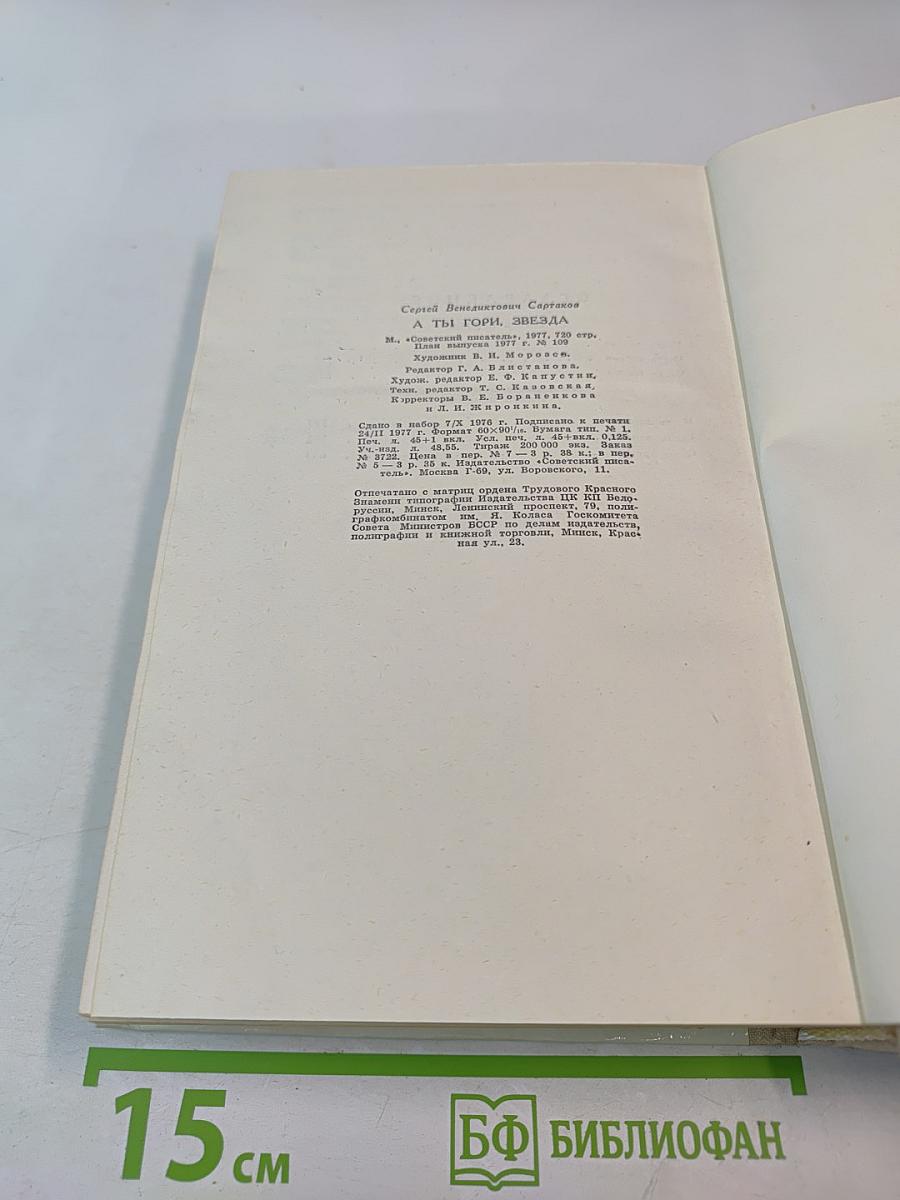 Сергей Венедиктович Сартаков
А ТЫ ГОРИ, ЗВЕЗДА
М., «Советский писатель», 1977, 720 стр.
План выпуска 1977 г. № 109
Художник В. И. Морозов.
Редактор Г. А. Блистанова.
Худож. редактор Е. Ф. Капустин.
Техн. редактор Т. С. Казовская.
Корректоры В. Е. Бораненкова
и Л. И. Жиронкина.
Сдано в набор 7/X 1976 г. Подписано к печати
24/II 1977 г. Формат 60×90¹/₁₆. Бумага тип. № 1.
Печ. л. 45+1 вкл. Усл. печ. л. 45+вкл. 0,125.
Уч.-изд. л. 48,55. Тираж 200 000 экз. Заказ
№ 3722. Цена в пер. № 7 — 3 р. 38 к.; в пер.
№ 5 — 3 р. 35 к. Издательство «Советский писа-
тель». Москва Г-69, ул. Воровского, 11.
Отпечатано с матриц ордена Трудового Красного
Знамени типографии Издательства ЦК КП Бело-
руссии, Минск, Ленинский проспект, 79, поли-
графкомбинатом им. Я. Коласа Госкомитета
Совета Министров БССР по делам издательств,
полиграфии и книжной торговли, Минск, Крас-
ная ул., 23.
15 см
БФ БИБЛИОФАН